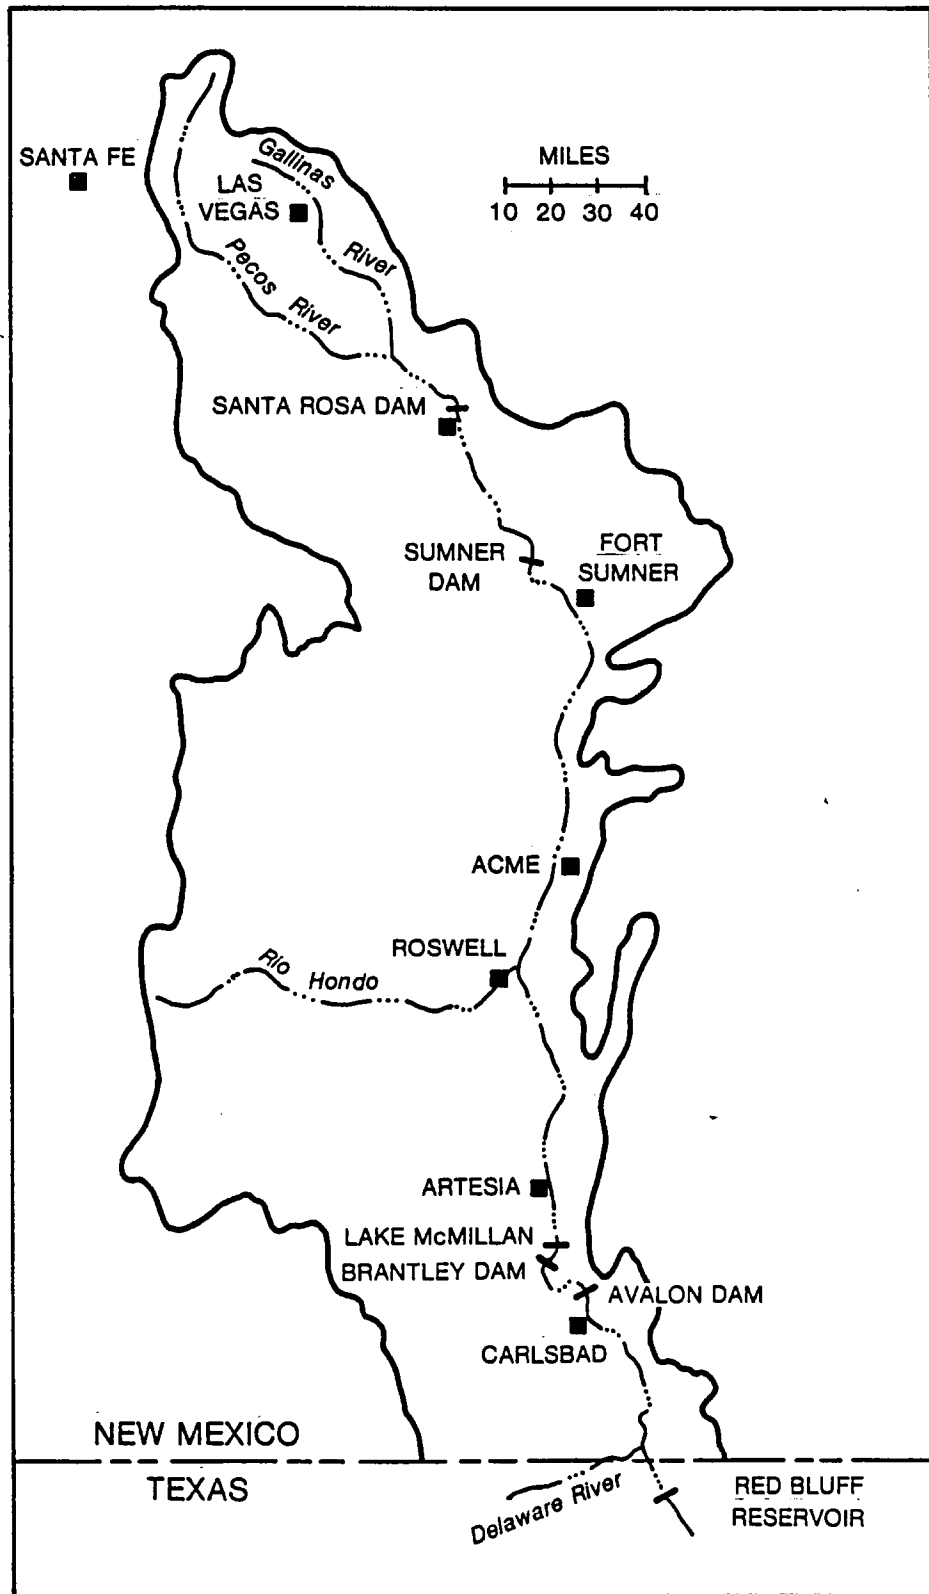 SANTA FE
Gallinas
River
LAS
VEGAS
MILES
10 20 30 40
Pecos
River
SANTA ROSA DAM
SUMNER
DAM
FORT
SUMNER
ACME
ROSWELL
Rio
Hondo
ARTESIA
LAKE McMILLAN
BRANTLEY DAM
AVALON DAM
CARLSBAD
NEW MEXICO
TEXAS
Delaware River
RED BLUFF
RESERVOIR